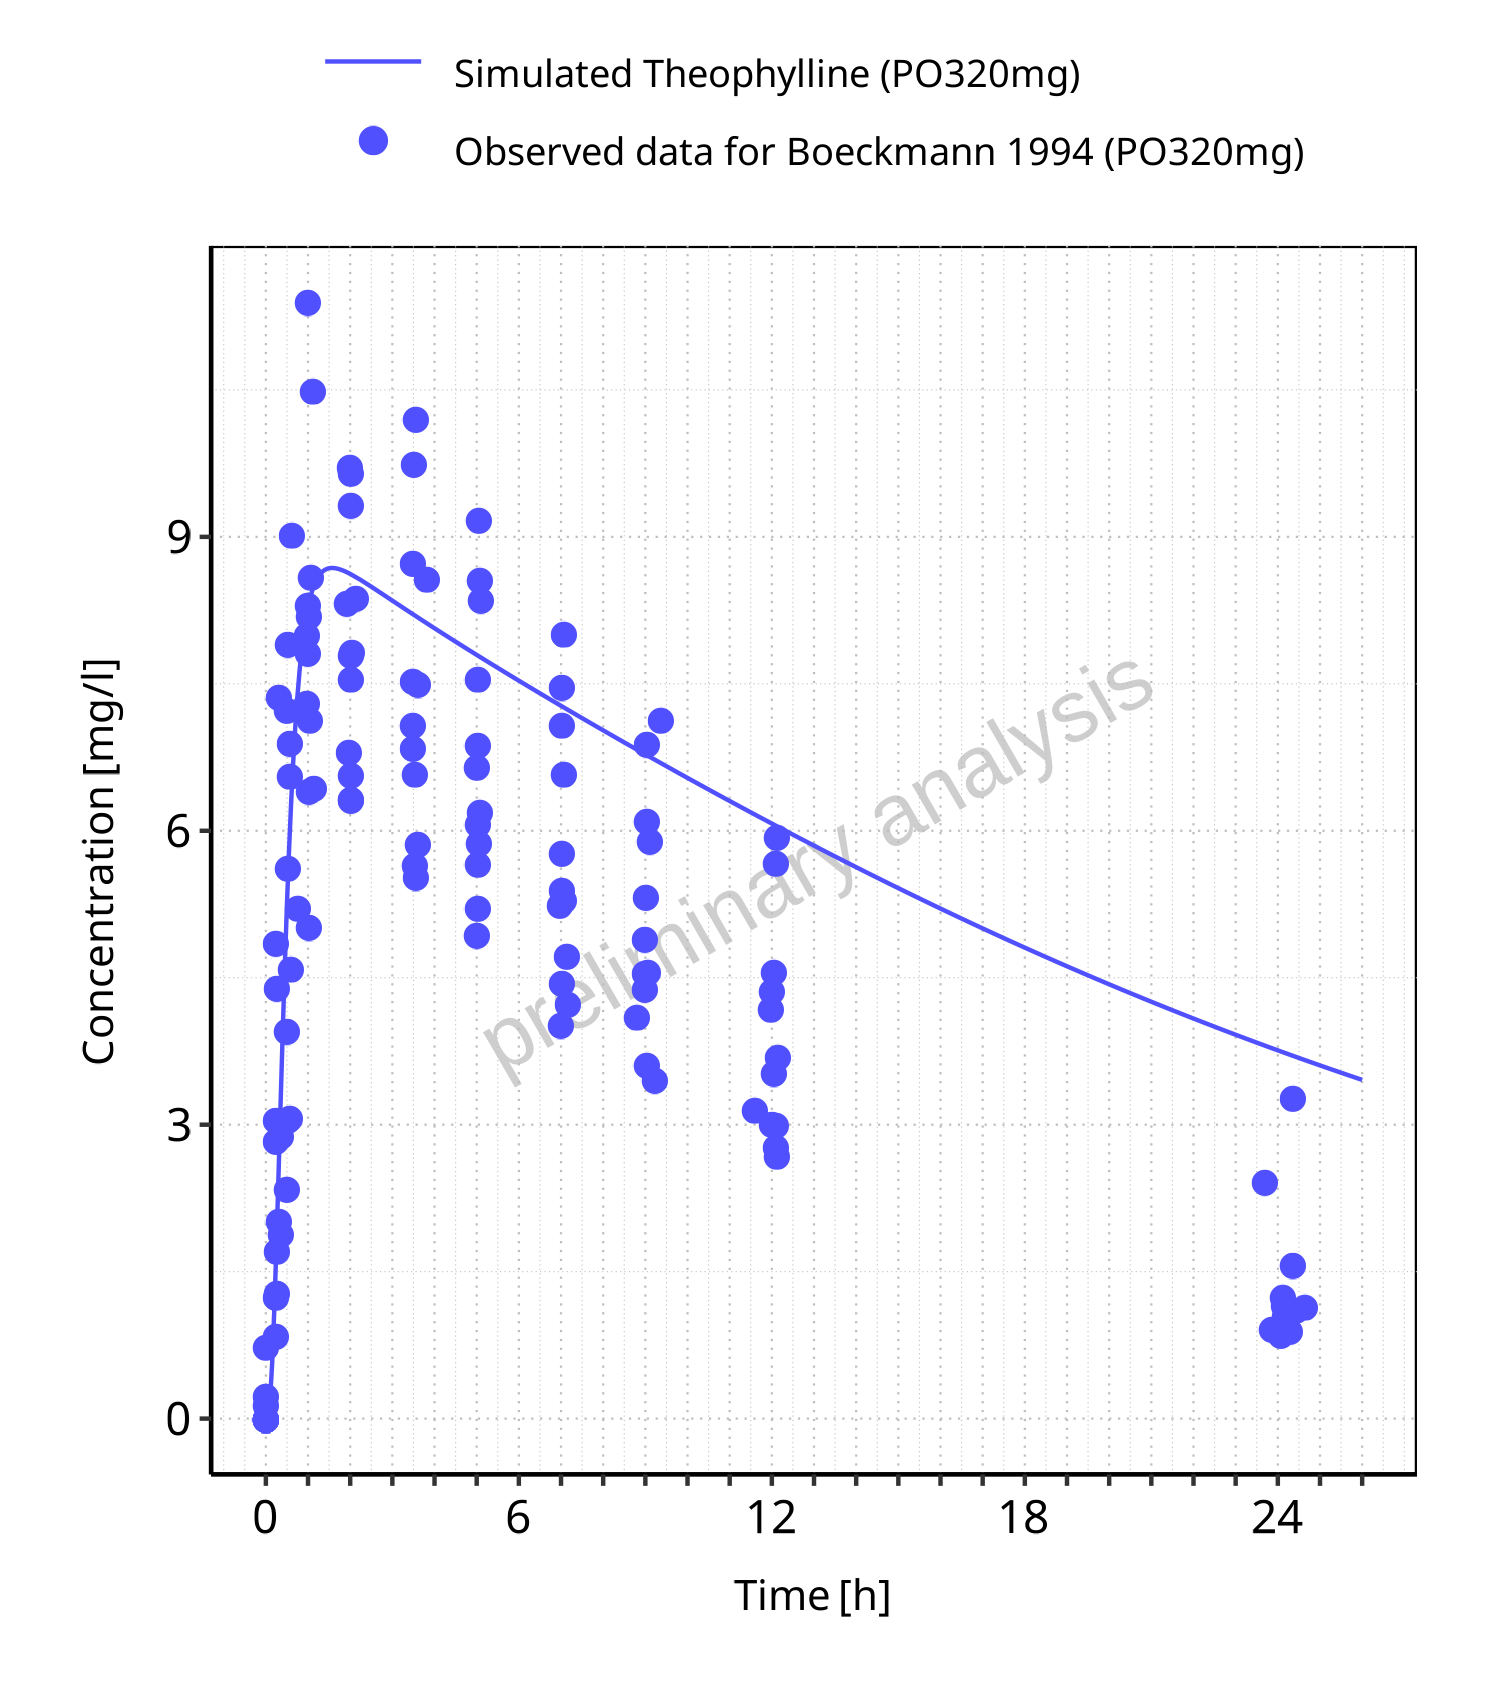 Simulated Theophylline (PO320mg)
Observed data for Boeckmann 1994 (PO320mg)
Concentration [mg/l]
9
6
3
0
preliminary analysis
0 6 12 18 24
Time [h]